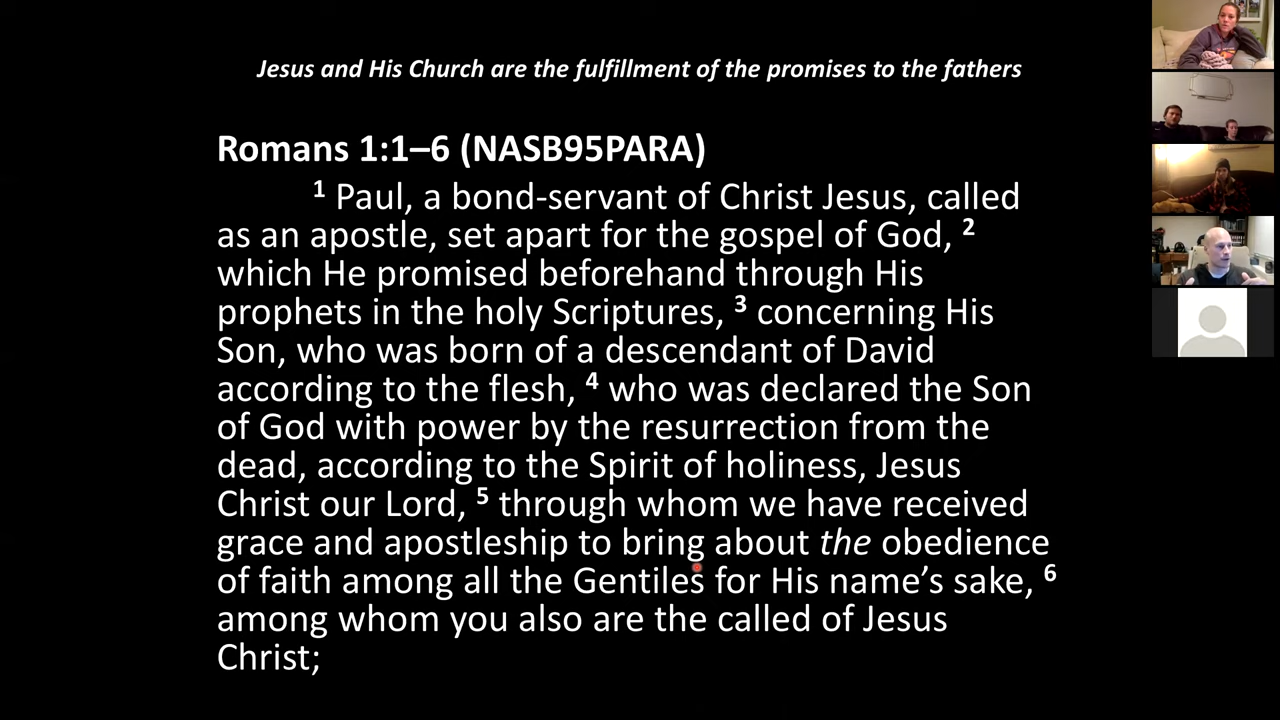 Jesus and His Church are the fulfillment of the promises to the fathers
Romans 1:1–6 (NASB95PARA)
1 Paul, a bond-servant of Christ Jesus, called
as an apostle, set apart for the gospel of God, 2
which He promised beforehand through His
prophets in the holy Scriptures, 3 concerning His
Son, who was born of a descendant of David
according to the flesh, 4 who was declared the Son
of God with power by the resurrection from the
dead, according to the Spirit of holiness, Jesus
Christ our Lord, 5 through whom we have received
grace and apostleship to bring about the obedience
of faith among all the Gentiles for His name’s sake, 6
among whom you also are the called of Jesus
Christ;